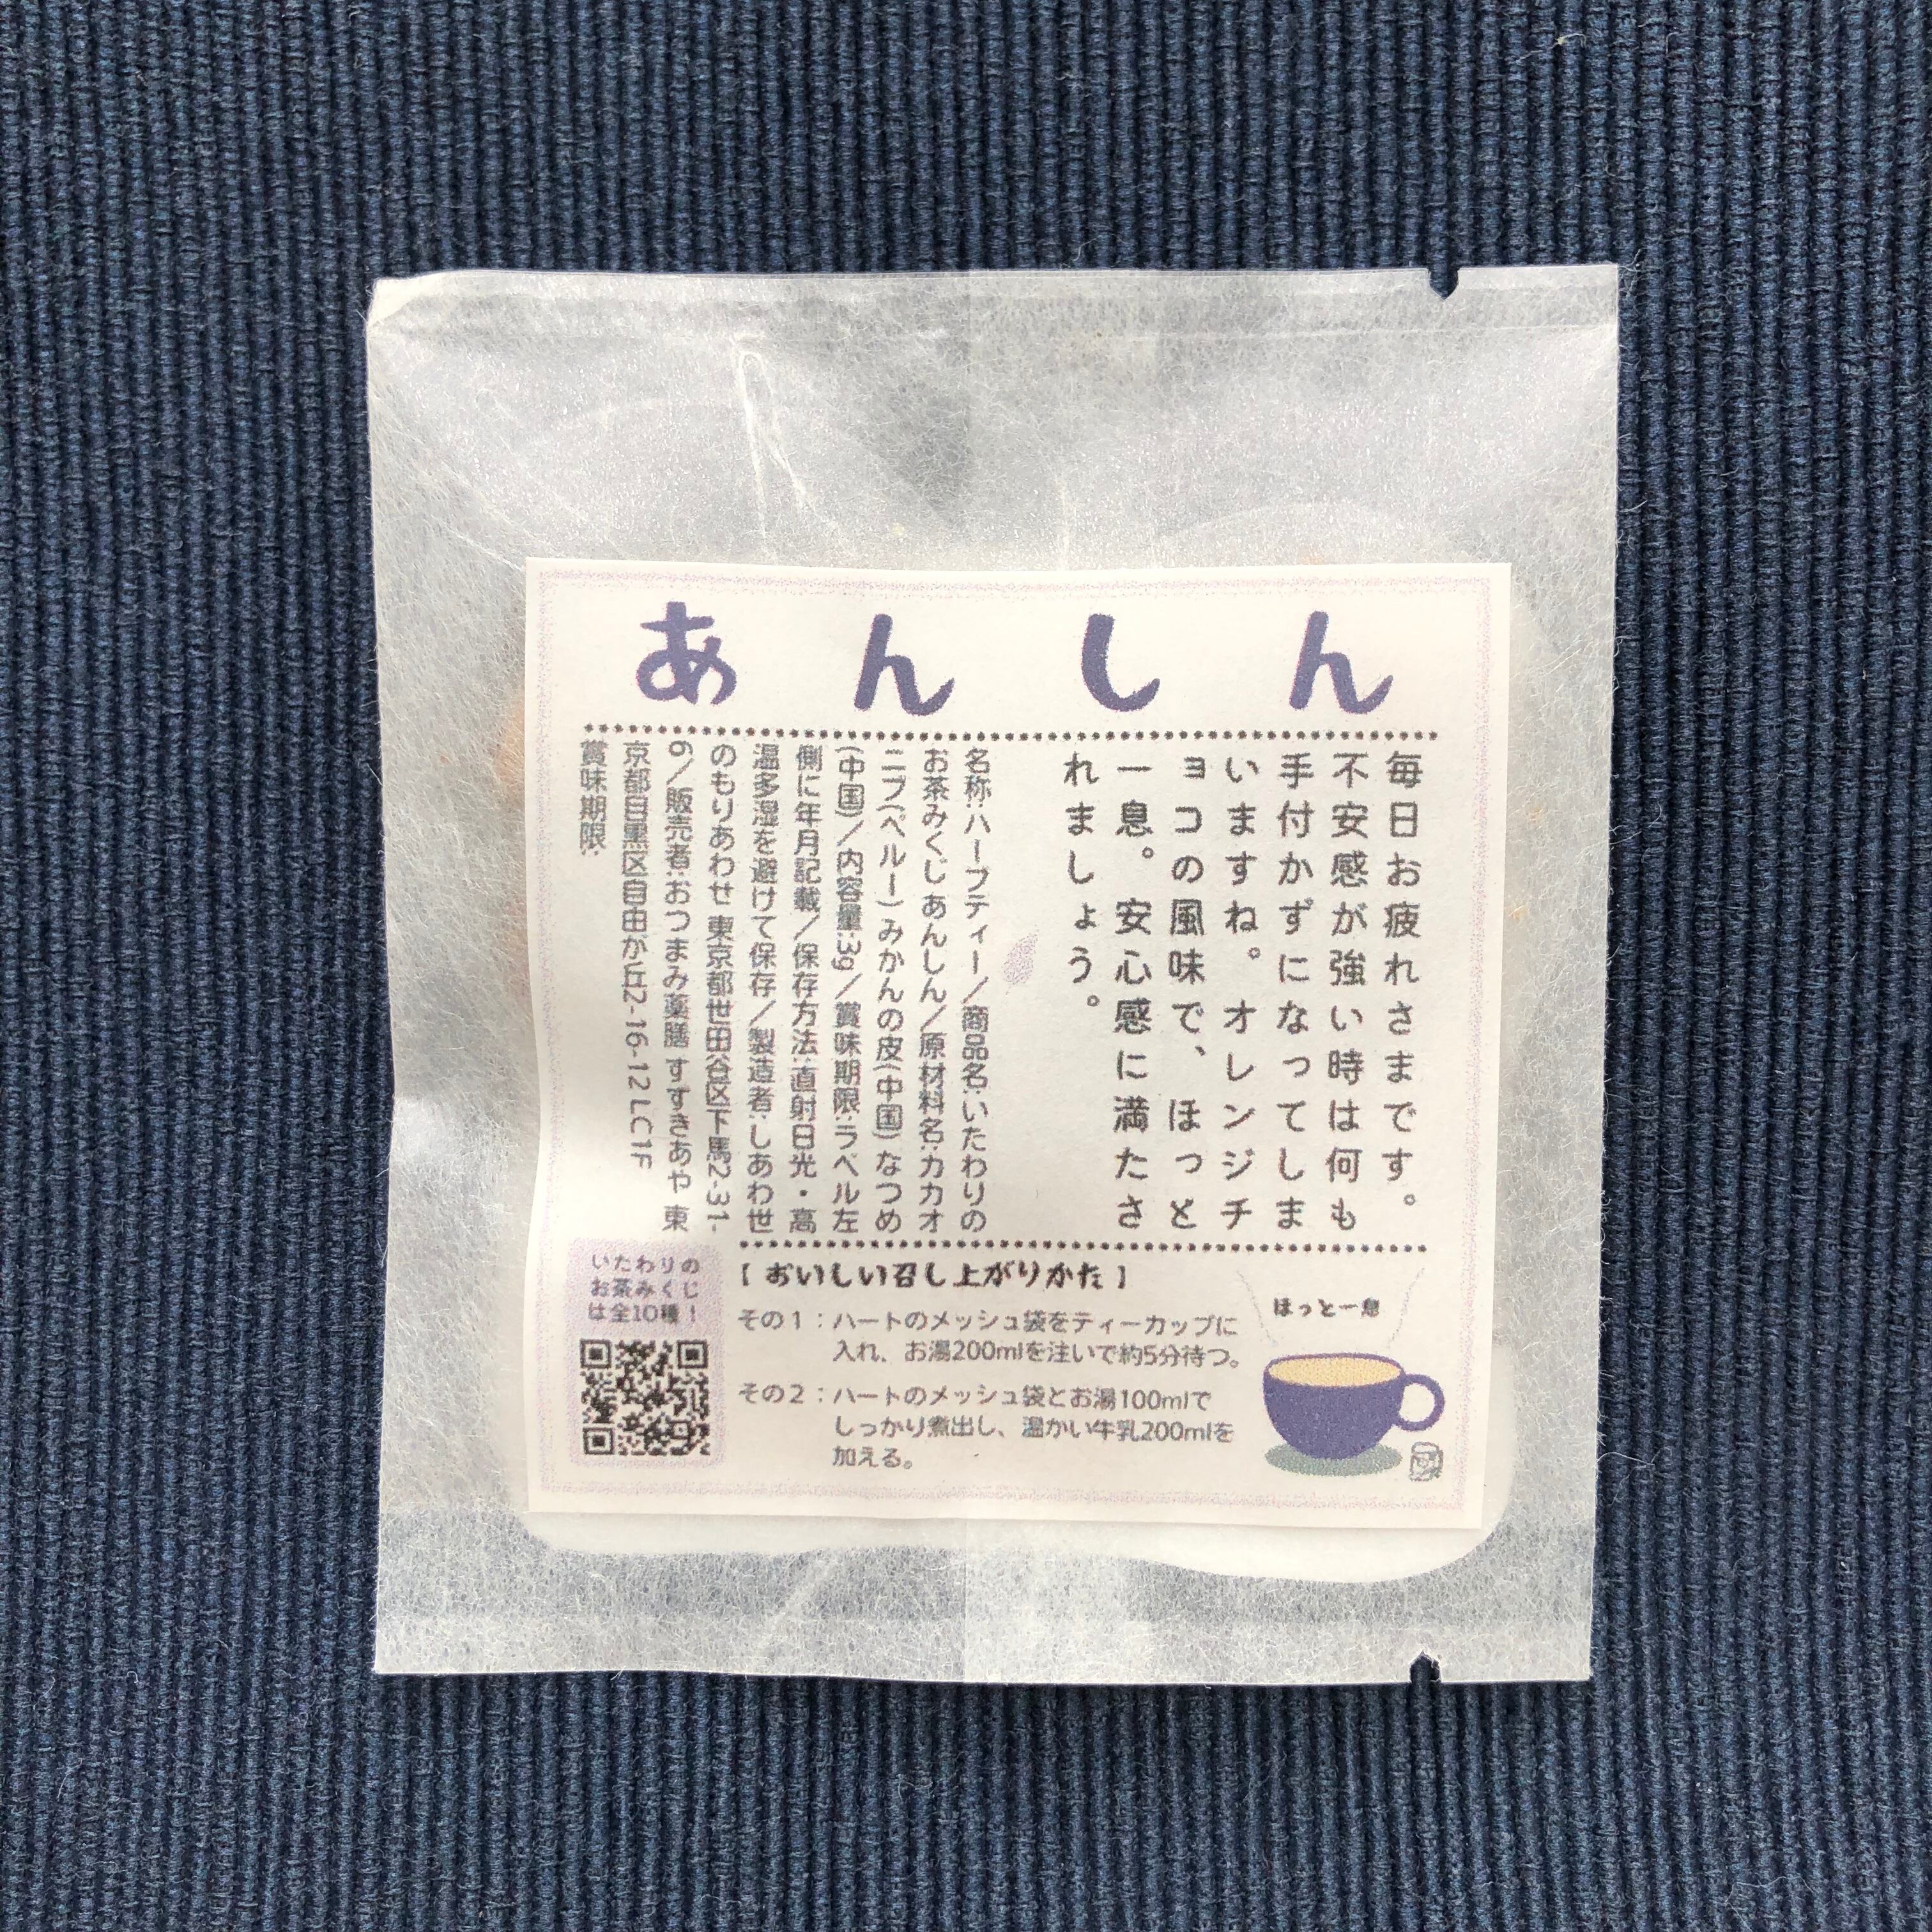 あんしん
毎日お疲れさまです。
不安感が強い時は何も
手付かずになってしま
いますね。オレンジチ
ョコの風味で、ほっと
一息。安心感に満たさ
れましょう。
名称:ハーブティー/商品名:いたわりの
お茶みくじ あんしん/原材料名:カカオ
ニブ(ペルー) みかんの皮(中国) なつめ
(中国)/内容量:3g/賞味期限:ラベル左
側に年月記載/保存方法:直射日光・高
温多湿を避けて保存/製造者:しあわ世
のもりあわせ 東京都世田谷区下馬2-31-
6/販売者:おつまみ薬膳 すずきあや 東
京都目黒区自由が丘2-16-12 LC1F
賞味期限:
いたわりの
お茶みくじ
は全10種！
【 おいしい召し上がりかた 】
その１：ハートのメッシュ袋をティーカップに
入れ、お湯200mlを注いで約5分待つ。
その２：ハートのメッシュ袋とお湯100mlで
しっかり煮出し、温かい牛乳200mlを
加える。
ほっと一息